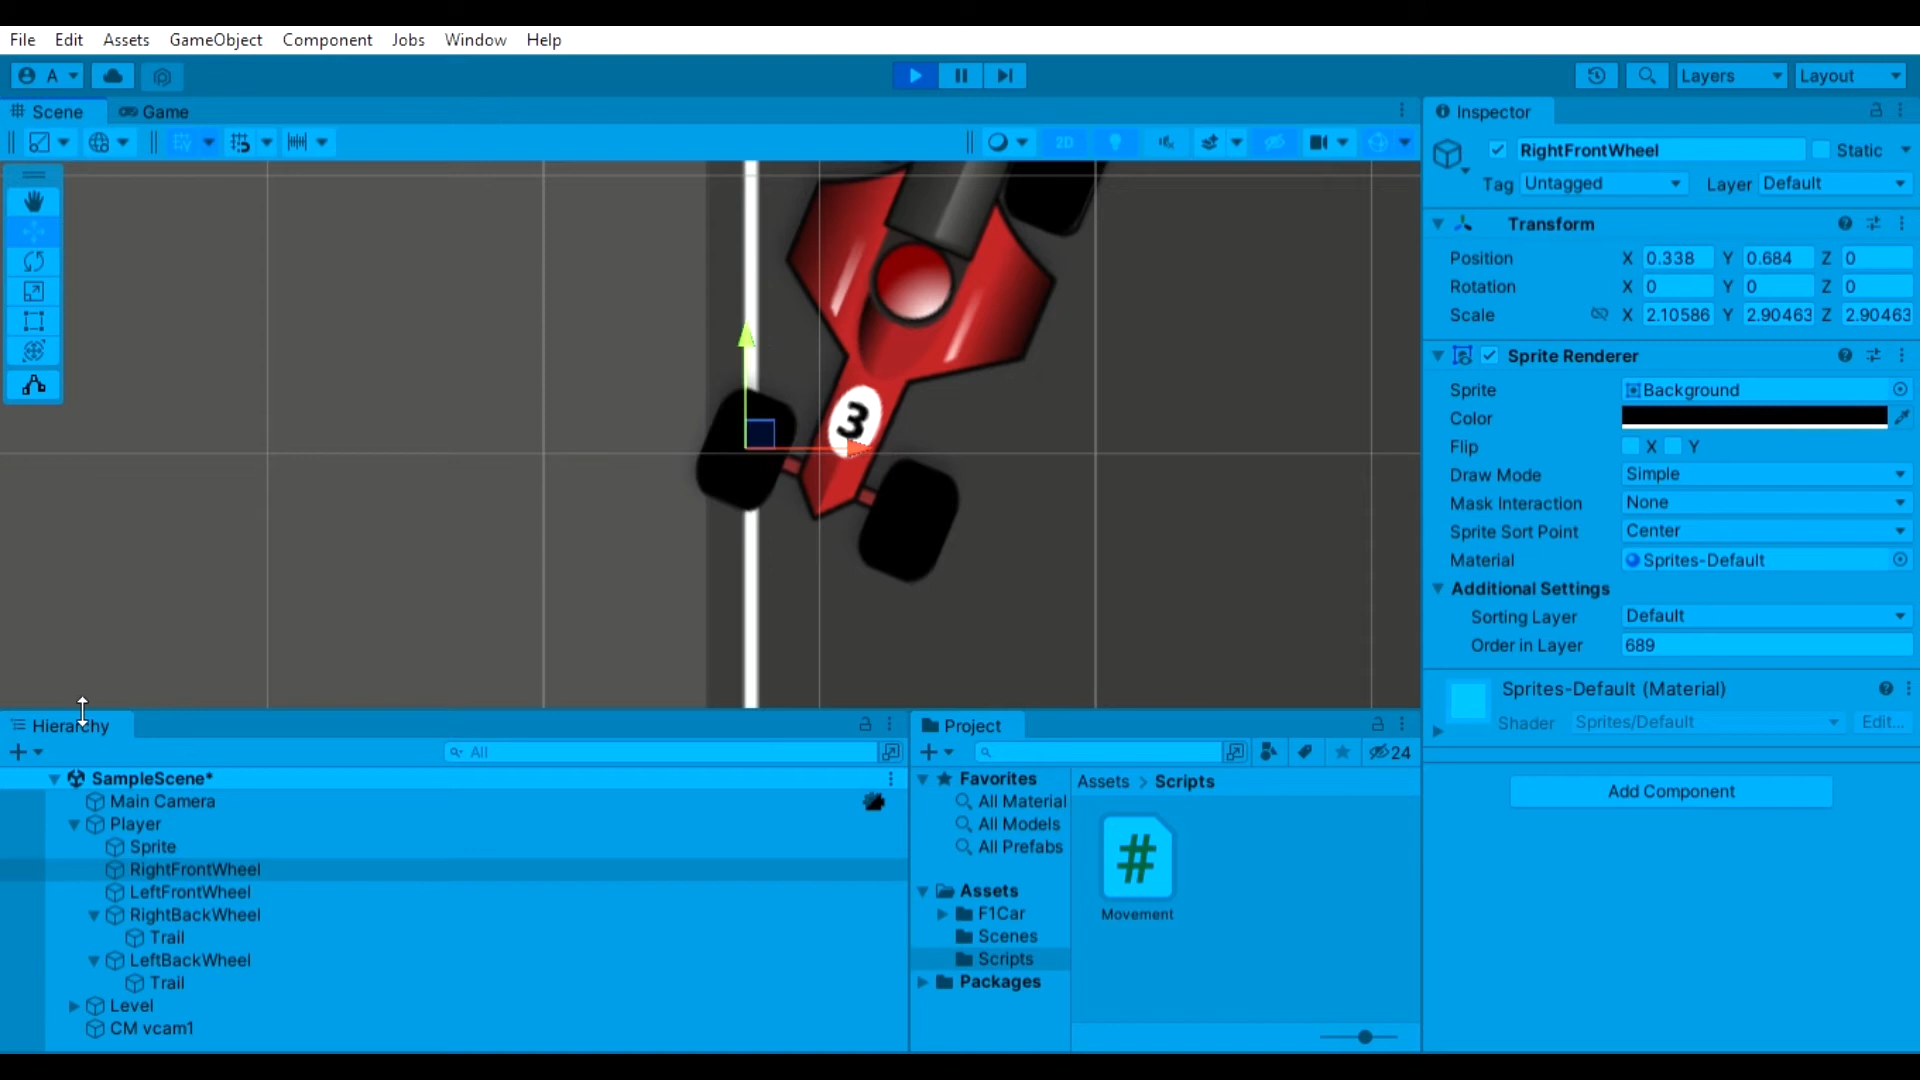 File Edit Assets GameObject Component Jobs Window Help
A Layers Layout
Scene Game
2D
3
Inspector
RightFrontWheel Static
Tag Untagged Layer Default
Transform
Position X 0.338 Y 0.684 Z 0
Rotation X 0 Y 0 Z 0
Scale X 2.10586 Y 2.90463 Z 2.90463
Sprite Renderer
Sprite Background
Color
Flip X Y
Draw Mode Simple
Mask Interaction None
Sprite Sort Point Center
Material Sprites-Default
Additional Settings
Sorting Layer Default
Order in Layer 689
Sprites-Default (Material)
Shader Sprites/Default Edit...
Add Component
Hierarchy
All
SampleScene*
Main Camera
Player
Sprite
RightFrontWheel
LeftFrontWheel
RightBackWheel
Trail
LeftBackWheel
Trail
Level
CM vcam1
Project
24
Favorites
All Material
All Models
All Prefabs
Assets
F1Car
Scenes
Scripts
Packages
Assets > Scripts
#
Movement